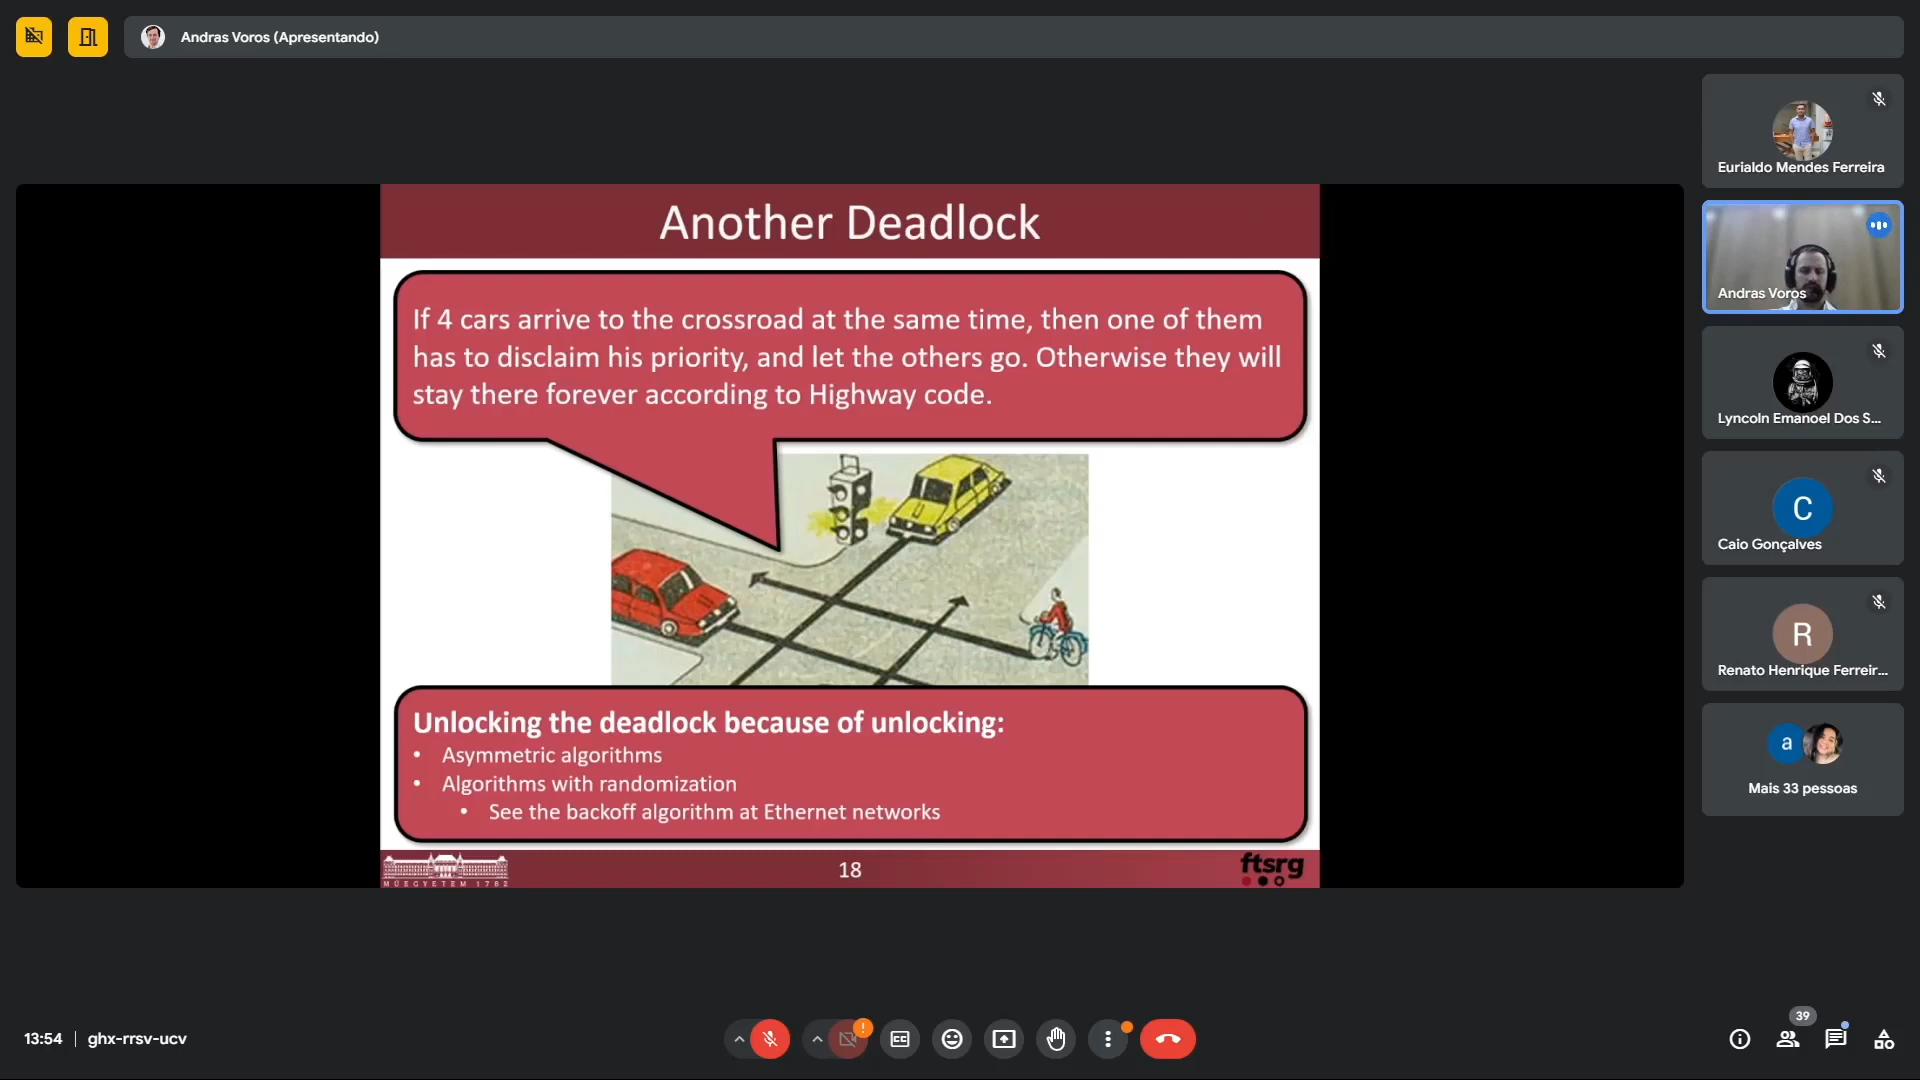 Andras Voros (Apresentando)
Another Deadlock
If 4 cars arrive to the crossroad at the same time, then one of them
has to disclaim his priority, and let the others go. Otherwise they will
stay there forever according to Highway code.
Unlocking the deadlock because of unlocking:
• Asymmetric algorithms
• Algorithms with randomization
• See the backoff algorithm at Ethernet networks
MŰEGYETEM 1782
18
ftsrg
Eurialdo Mendes Ferreira
Andras Voros
Lyncoln Emanoel Dos S...
C
Caio Gonçalves
R
Renato Henrique Ferreir...
a
Mais 33 pessoas
13:54
ghx-rrsv-ucv
39